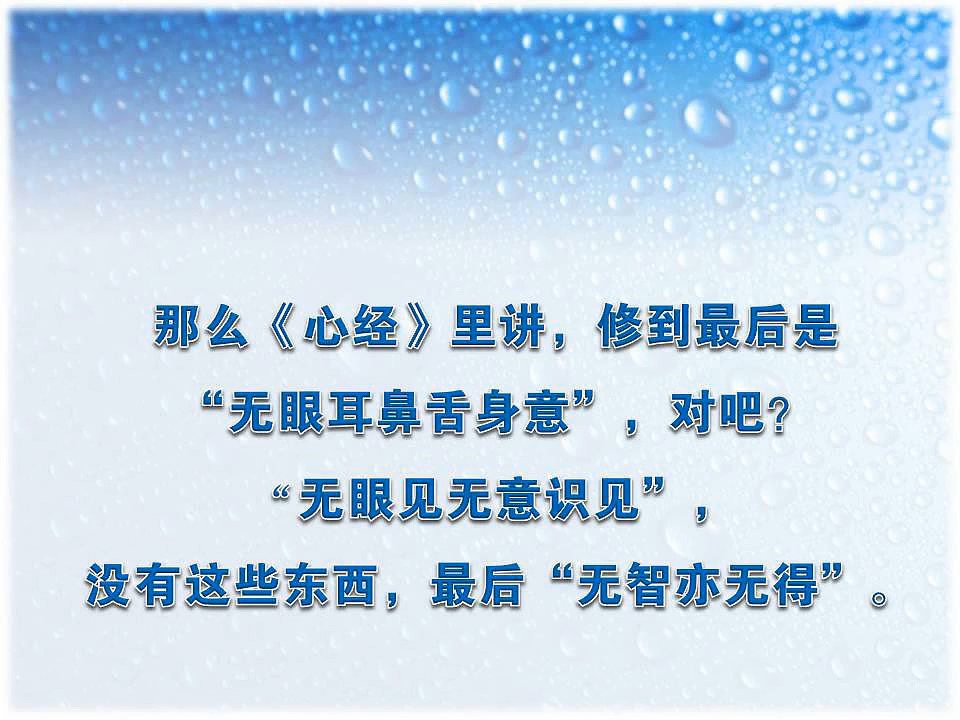 那么《心经》里讲，修到最后是
“无眼耳鼻舌身意”，对吧?
“无眼见无意识见”，
没有这些东西，最后“无智亦无得”。